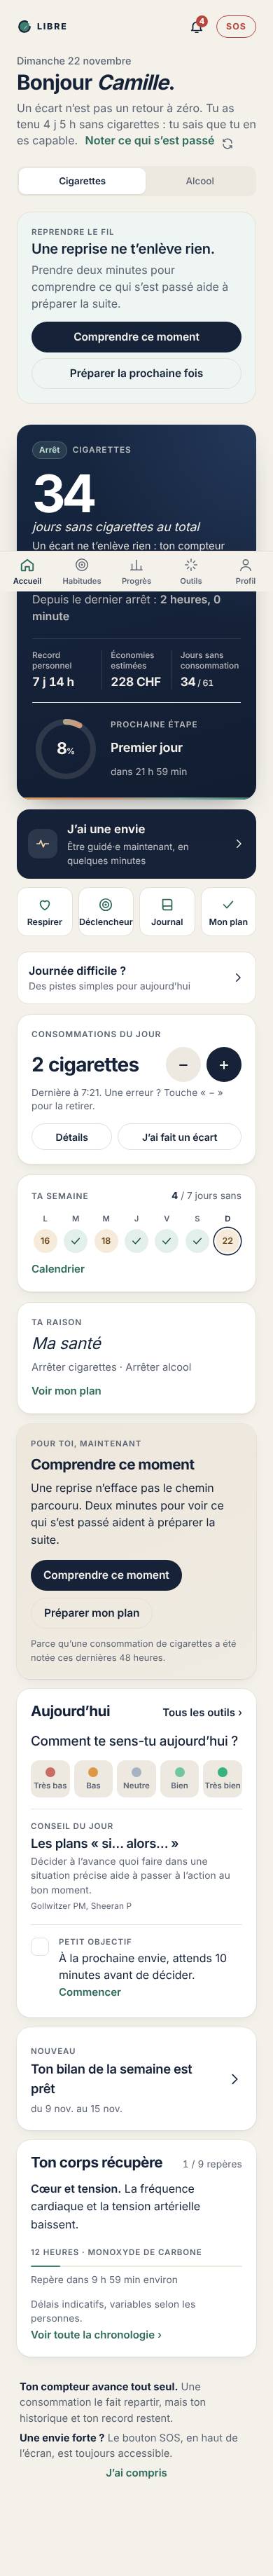 LIBRE
4
SOS
Dimanche 22 novembre
Bonjour Camille.
Un écart n’est pas un retour à zéro. Tu as
tenu 4 j 5 h sans cigarettes : tu sais que tu en
es capable. Noter ce qui s’est passé
Cigarettes
Alcool
REPRENDRE LE FIL
Une reprise ne t’enlève rien.
Prendre deux minutes pour
comprendre ce qui s’est passé aide à
préparer la suite.
Comprendre ce moment
Préparer la prochaine fois
Arrêt CIGARETTES
34
jours sans cigarettes au total
Un écart n’enlève rien : ton compteur
Accueil Habitudes Progrès Outils Profil
Depuis le dernier arrêt : 2 heures, 0
minute
Record personnel
7 j 14 h
Économies estimées
228 CHF
Jours sans consommation
34 / 61
8%
PROCHAINE ÉTAPE
Premier jour
dans 21 h 59 min
J’ai une envie
Être guidé·e maintenant, en
quelques minutes
Respirer
Déclencheur
Journal
Mon plan
Journée difficile ?
Des pistes simples pour aujourd’hui
CONSOMMATIONS DU JOUR
2 cigarettes
− +
Dernière à 7:21. Une erreur ? Touche « − »
pour la retirer.
Détails
J’ai fait un écart
TA SEMAINE
4 / 7 jours sans
L M M J V S D
16 18 22
Calendrier
TA RAISON
Ma santé
Arrêter cigarettes · Arrêter alcool
Voir mon plan
POUR TOI, MAINTENANT
Comprendre ce moment
Une reprise n’efface pas le chemin
parcouru. Deux minutes pour voir ce
qui s’est passé aident à préparer la
suite.
Comprendre ce moment
Préparer mon plan
Parce qu’une consommation de cigarettes a été
notée ces dernières 48 heures.
Aujourd’hui
Tous les outils ›
Comment te sens-tu aujourd’hui ?
Très bas Bas Neutre Bien Très bien
CONSEIL DU JOUR
Les plans « si… alors… »
Décider à l’avance quoi faire dans une
situation précise aide à passer à l’action au
bon moment.
Gollwitzer PM, Sheeran P
PETIT OBJECTIF
À la prochaine envie, attends 10
minutes avant de décider.
Commencer
NOUVEAU
Ton bilan de la semaine est
prêt
du 9 nov. au 15 nov.
Ton corps récupère
1 / 9 repères
Cœur et tension. La fréquence
cardiaque et la tension artérielle
baissent.
12 HEURES · MONOXYDE DE CARBONE
Repère dans 9 h 59 min environ
Délais indicatifs, variables selon les
personnes.
Voir toute la chronologie ›
Ton compteur avance tout seul. Une
consommation le fait repartir, mais ton
historique et ton record restent.
Une envie forte ? Le bouton SOS, en haut de
l’écran, est toujours accessible.
J’ai compris